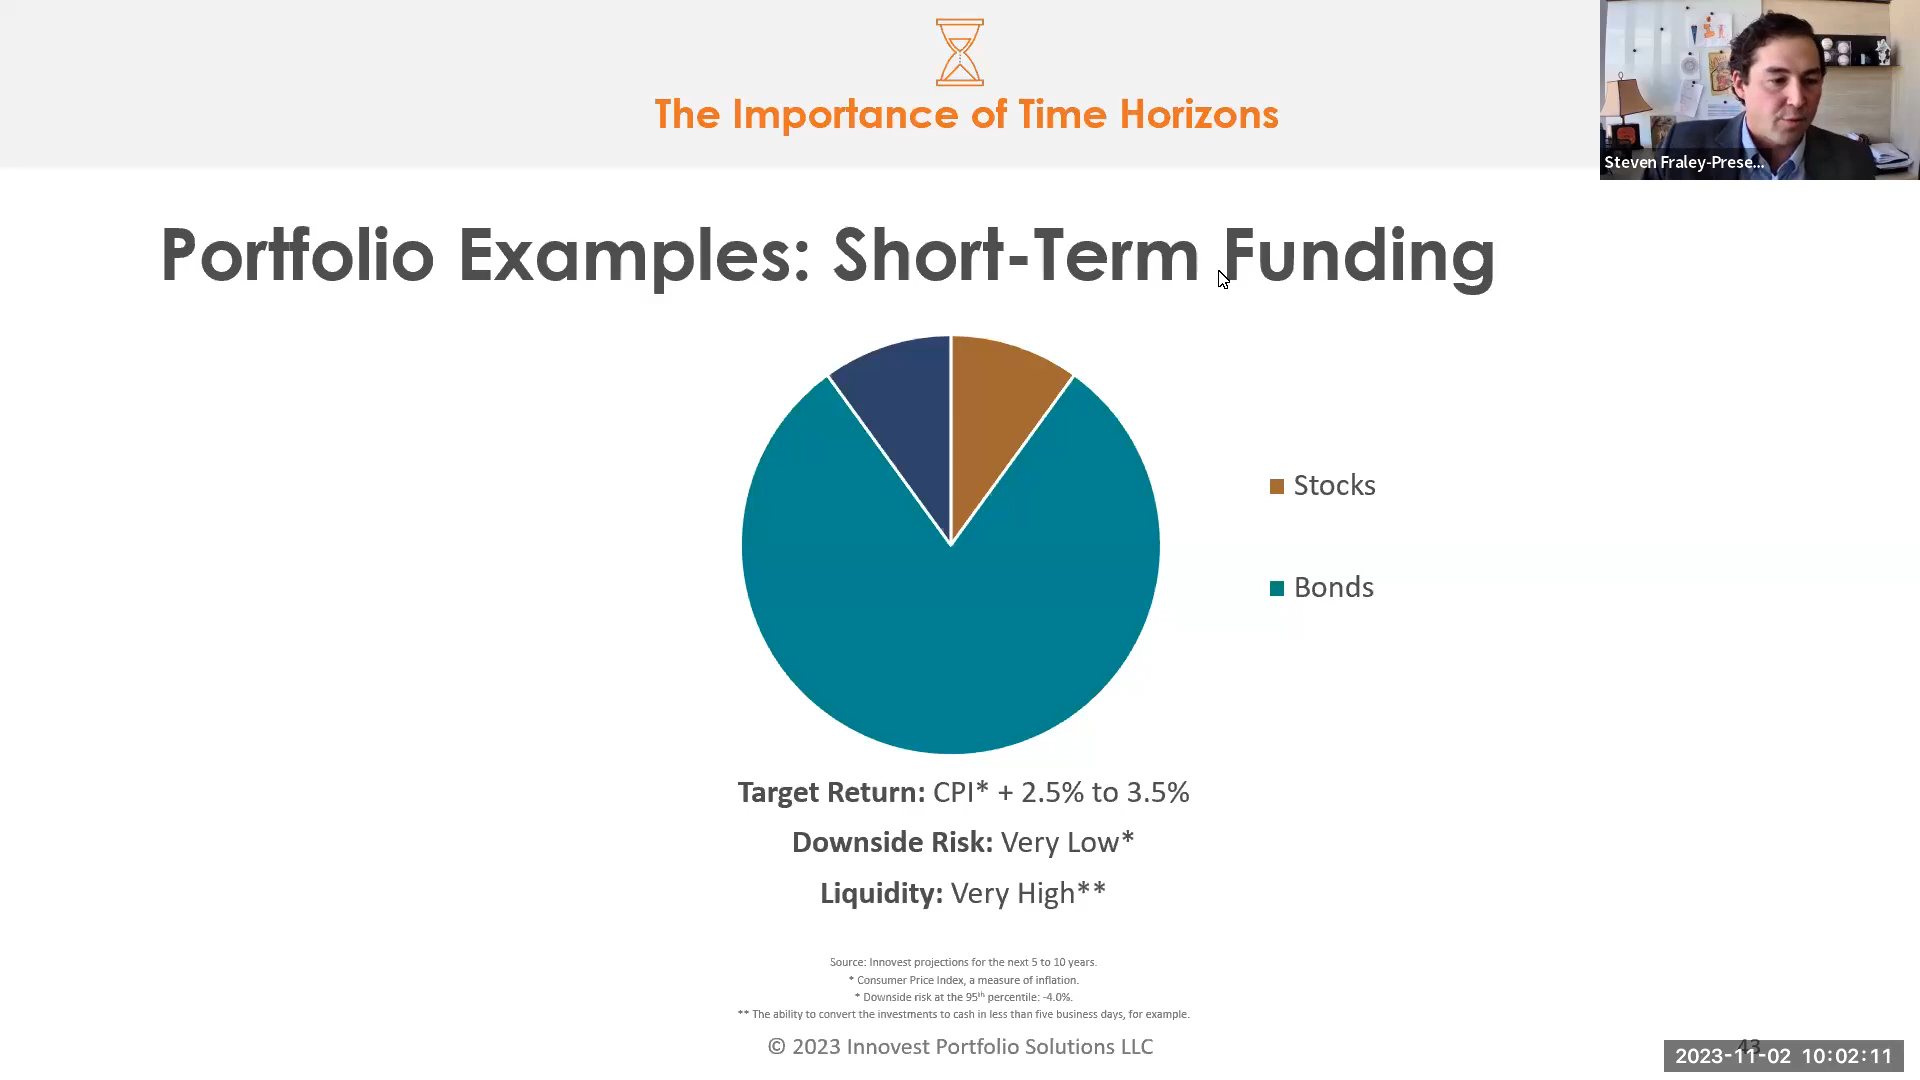 The Importance of Time Horizons
Steven Fraley-Prese...
Portfolio Examples: Short-Term Funding
Stocks
Bonds
Target Return: CPI* + 2.5% to 3.5%
Downside Risk: Very Low*
Liquidity: Very High**
Source: Innovest projections for the next 5 to 10 years.
* Consumer Price Index, a measure of inflation.
* Downside risk at the 95th percentile: -4.0%.
** The ability to convert the investments to cash in less than five business days, for example.
© 2023 Innovest Portfolio Solutions LLC
43
2023-11-02 10:02:11